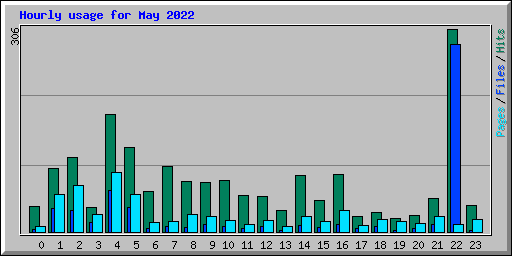 Hourly usage for May 2022
306
Pages/Files/Hits
0 1 2 3 4 5 6 7 8 9 10 11 12 13 14 15 16 17 18 19 20 21 22 23